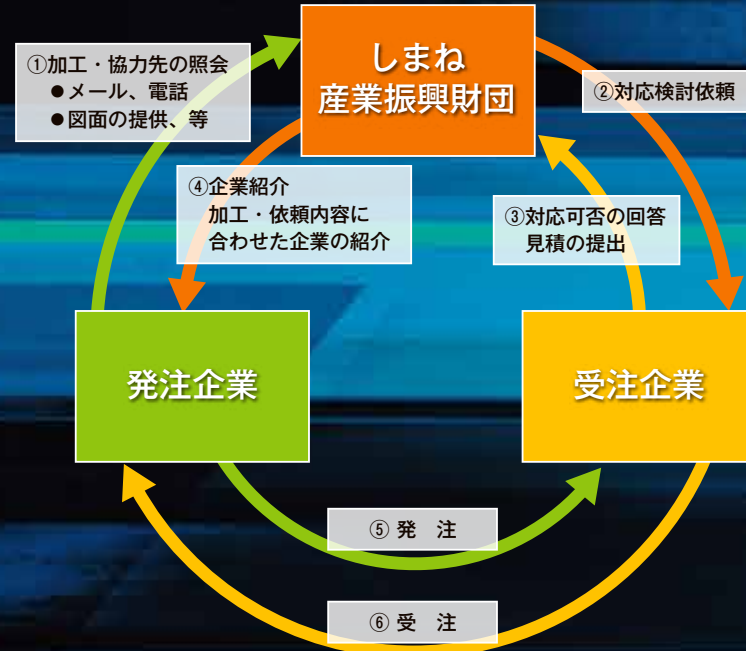 しまね
産業振興財団
①加工・協力先の照会
●メール、電話
●図面の提供、等
②対応検討依頼
③対応可否の回答
見積の提出
④企業紹介
加工・依頼内容に
合わせた企業の紹介
発注企業
受注企業
⑤ 発　注
⑥ 受　注